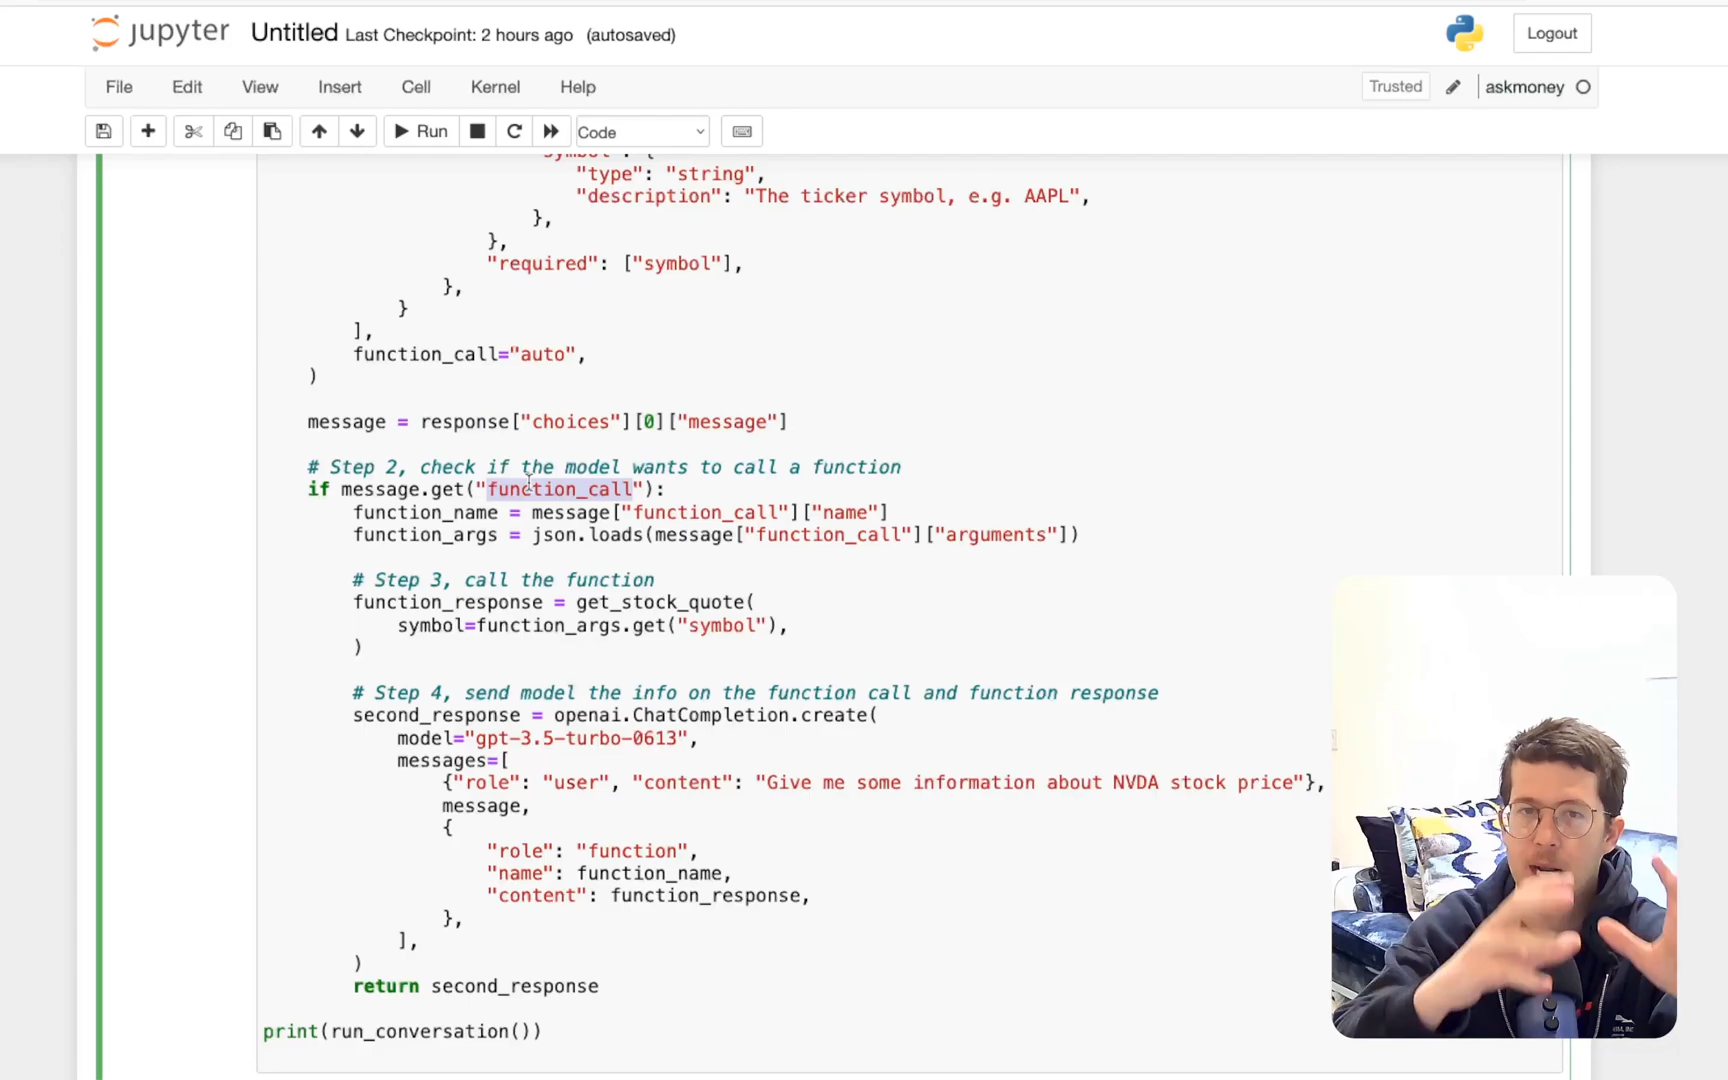 jupyter Untitled Last Checkpoint: 2 hours ago (autosaved) Logout
File Edit View Insert Cell Kernel Help Trusted askmoney
Run Code
"symbol": {
"type": "string",
"description": "The ticker symbol, e.g. AAPL",
},
},
"required": ["symbol"],
},
}
],
function_call="auto",
)
message = response["choices"][0]["message"]
# Step 2, check if the model wants to call a function
if message.get("function_call"):
function_name = message["function_call"]["name"]
function_args = json.loads(message["function_call"]["arguments"])
# Step 3, call the function
function_response = get_stock_quote(
symbol=function_args.get("symbol"),
)
# Step 4, send model the info on the function call and function response
second_response = openai.ChatCompletion.create(
model="gpt-3.5-turbo-0613",
messages=[
{"role": "user", "content": "Give me some information about NVDA stock price"},
message,
{
"role": "function",
"name": function_name,
"content": function_response,
},
],
)
return second_response
print(run_conversation())